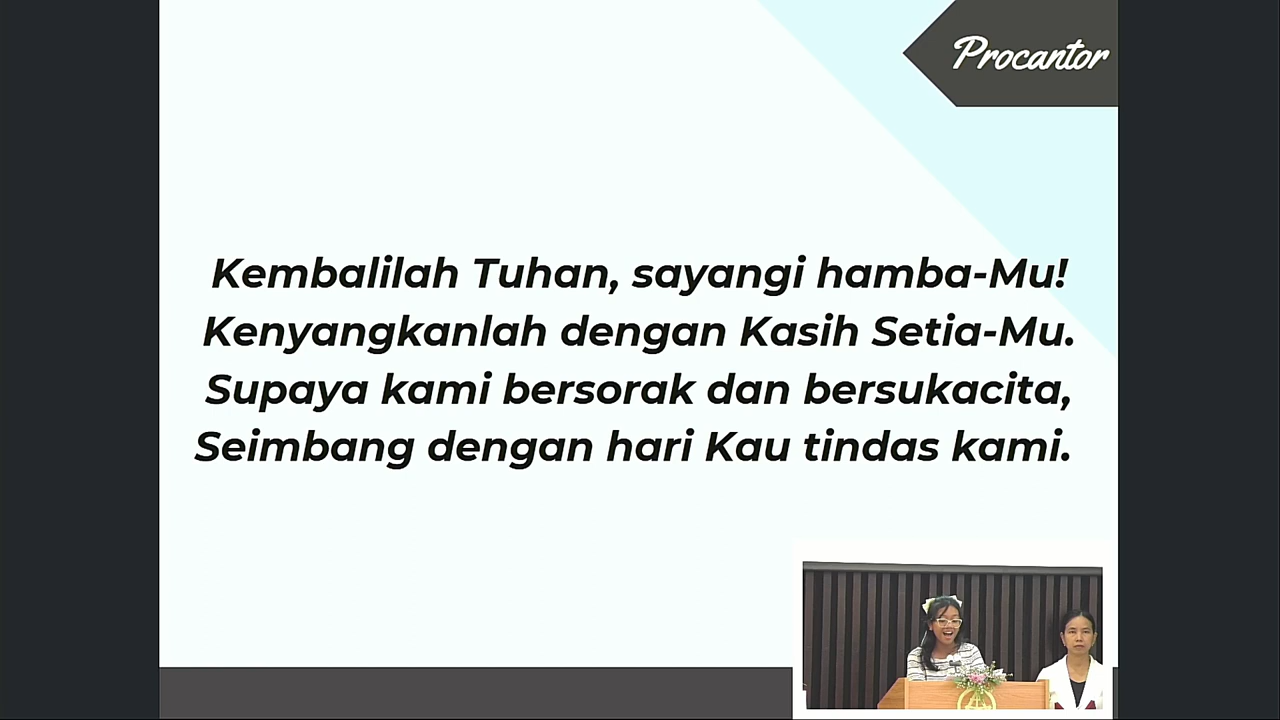 Procantor
Kembalilah Tuhan, sayangi hamba-Mu!
Kenyangkanlah dengan Kasih Setia-Mu.
Supaya kami bersorak dan bersukacita,
Seimbang dengan hari Kau tindas kami.